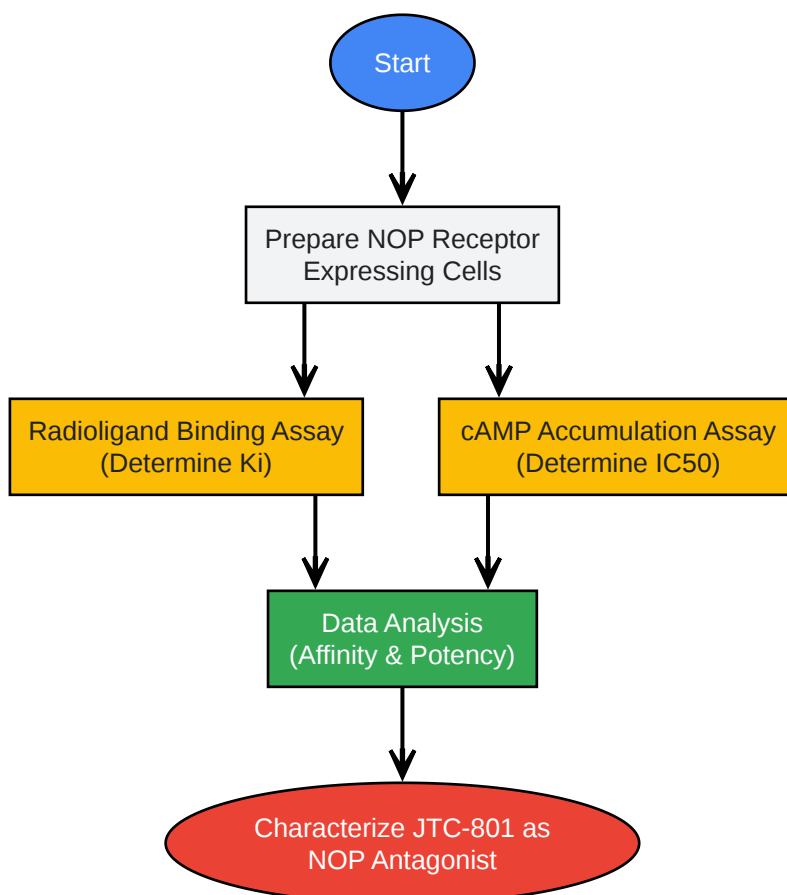 Start
Prepare NOP Receptor
Expressing Cells
Radioligand Binding Assay
(Determine Ki)
cAMP Accumulation Assay
(Determine IC50)
Data Analysis
(Affinity & Potency)
Characterize JTC-801 as
NOP Antagonist